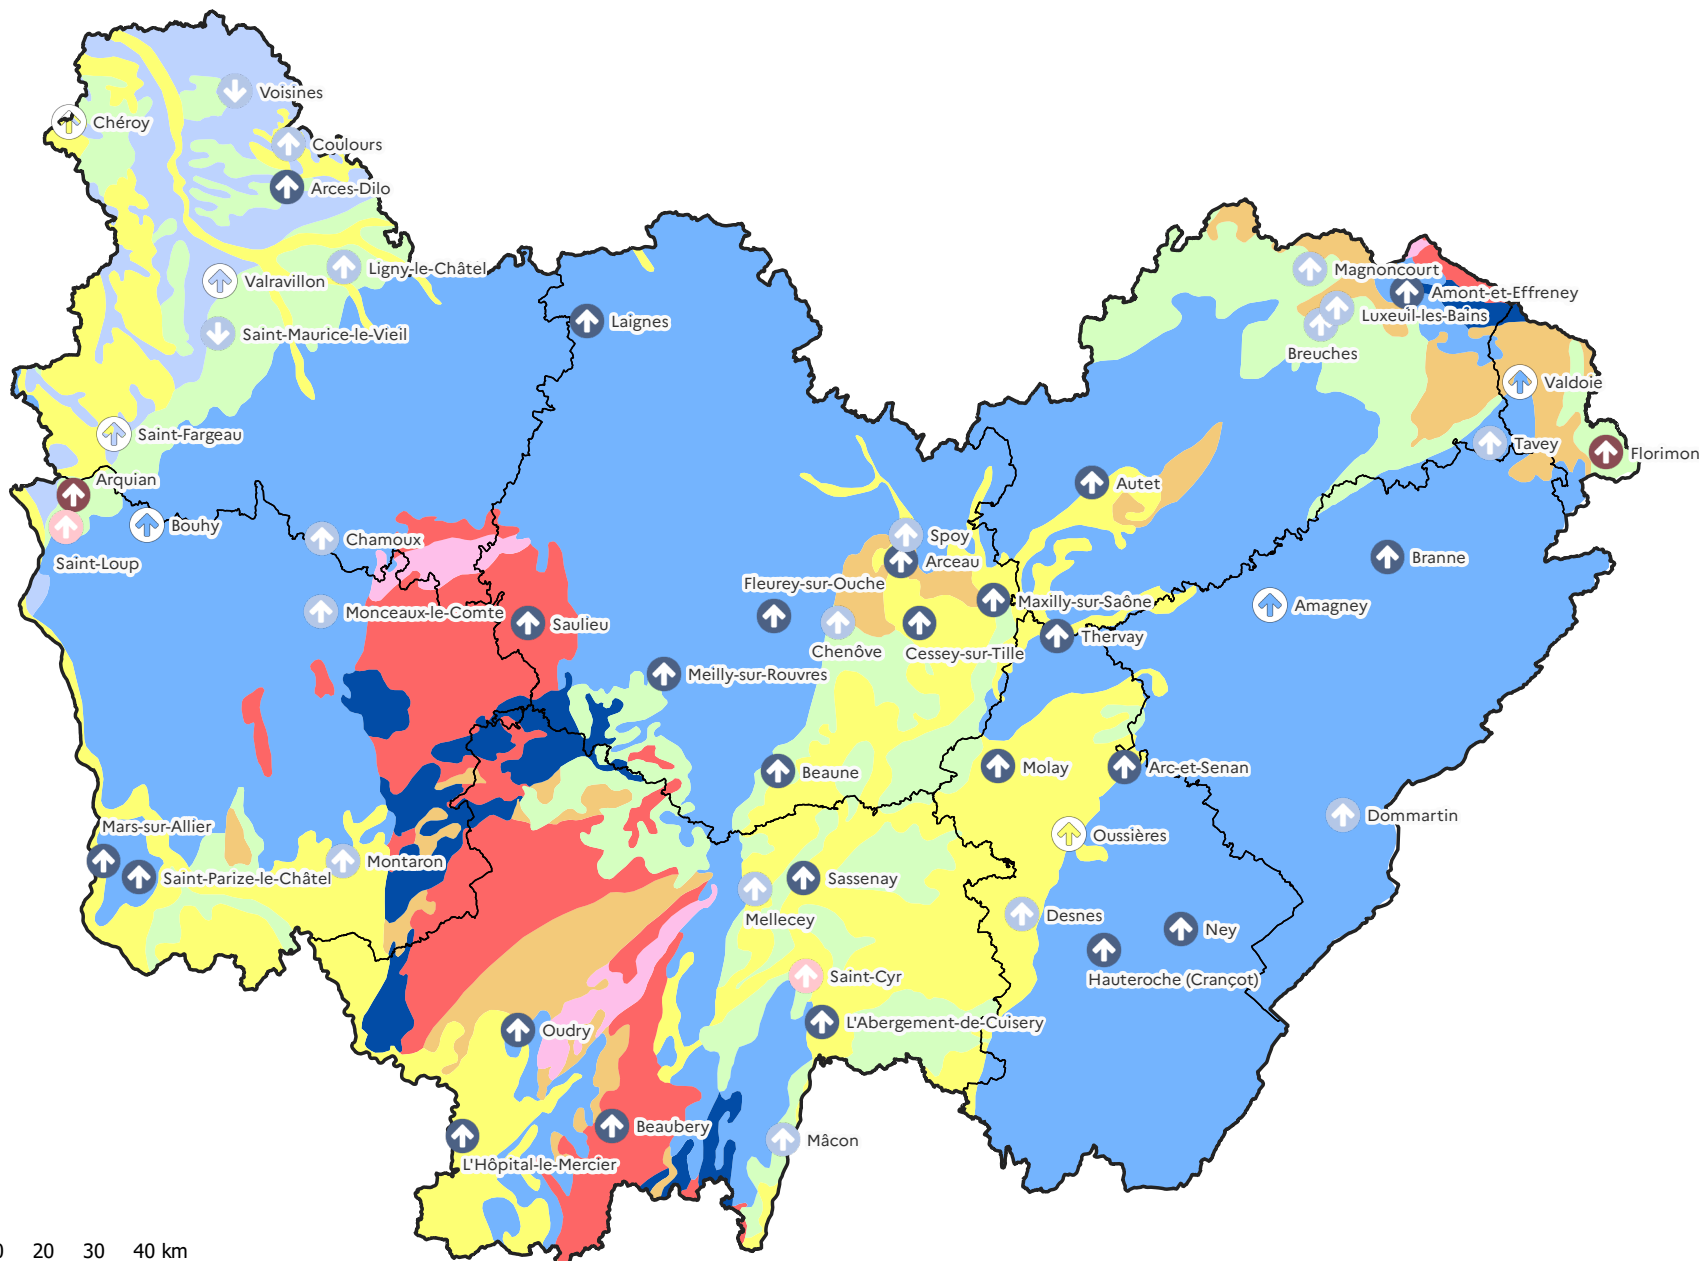 Voisines
Chéroy
Coulours
Arces-Dilo
Ligny-le-Châtel
Valravillon
Saint-Maurice-le-Vieil
Laignes
Magnoncourt
Amont-et-Effreney
Luxeuil-les-Bains
Breuches
Valdoie
Saint-Fargeau
Tavey
Florimon
Arquian
Autet
Bouhy
Chamoux
Spoy
Saint-Loup
Arceau
Branne
Fleurey-sur-Ouche
Maxilly-sur-Saône
Amagney
Monceaux-le-Comte
Saulieu
Thervay
Chenôve
Cessey-sur-Tille
Meilly-sur-Rouvres
Beaune
Molay
Arc-et-Senan
Dommartin
Mars-sur-Allier
Oussières
Montaron
Saint-Parize-le-Châtel
Sassenay
Mellecey
Desnes
Ney
Saint-Cyr
Hauteroche (Crançot)
L'Abergement-de-Cuisery
Oudry
Beaubery
Mâcon
L'Hôpital-le-Mercier
0 20 30 40 km